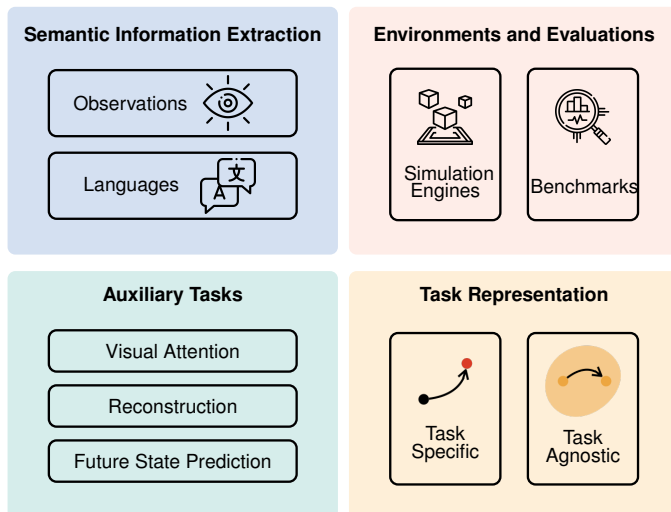 Semantic Information Extraction
Observations
Languages
文
A
Environments and Evaluations
Simulation
Engines
Benchmarks
Auxiliary Tasks
Visual Attention
Reconstruction
Future State Prediction
Task Representation
Task
Specific
Task
Agnostic